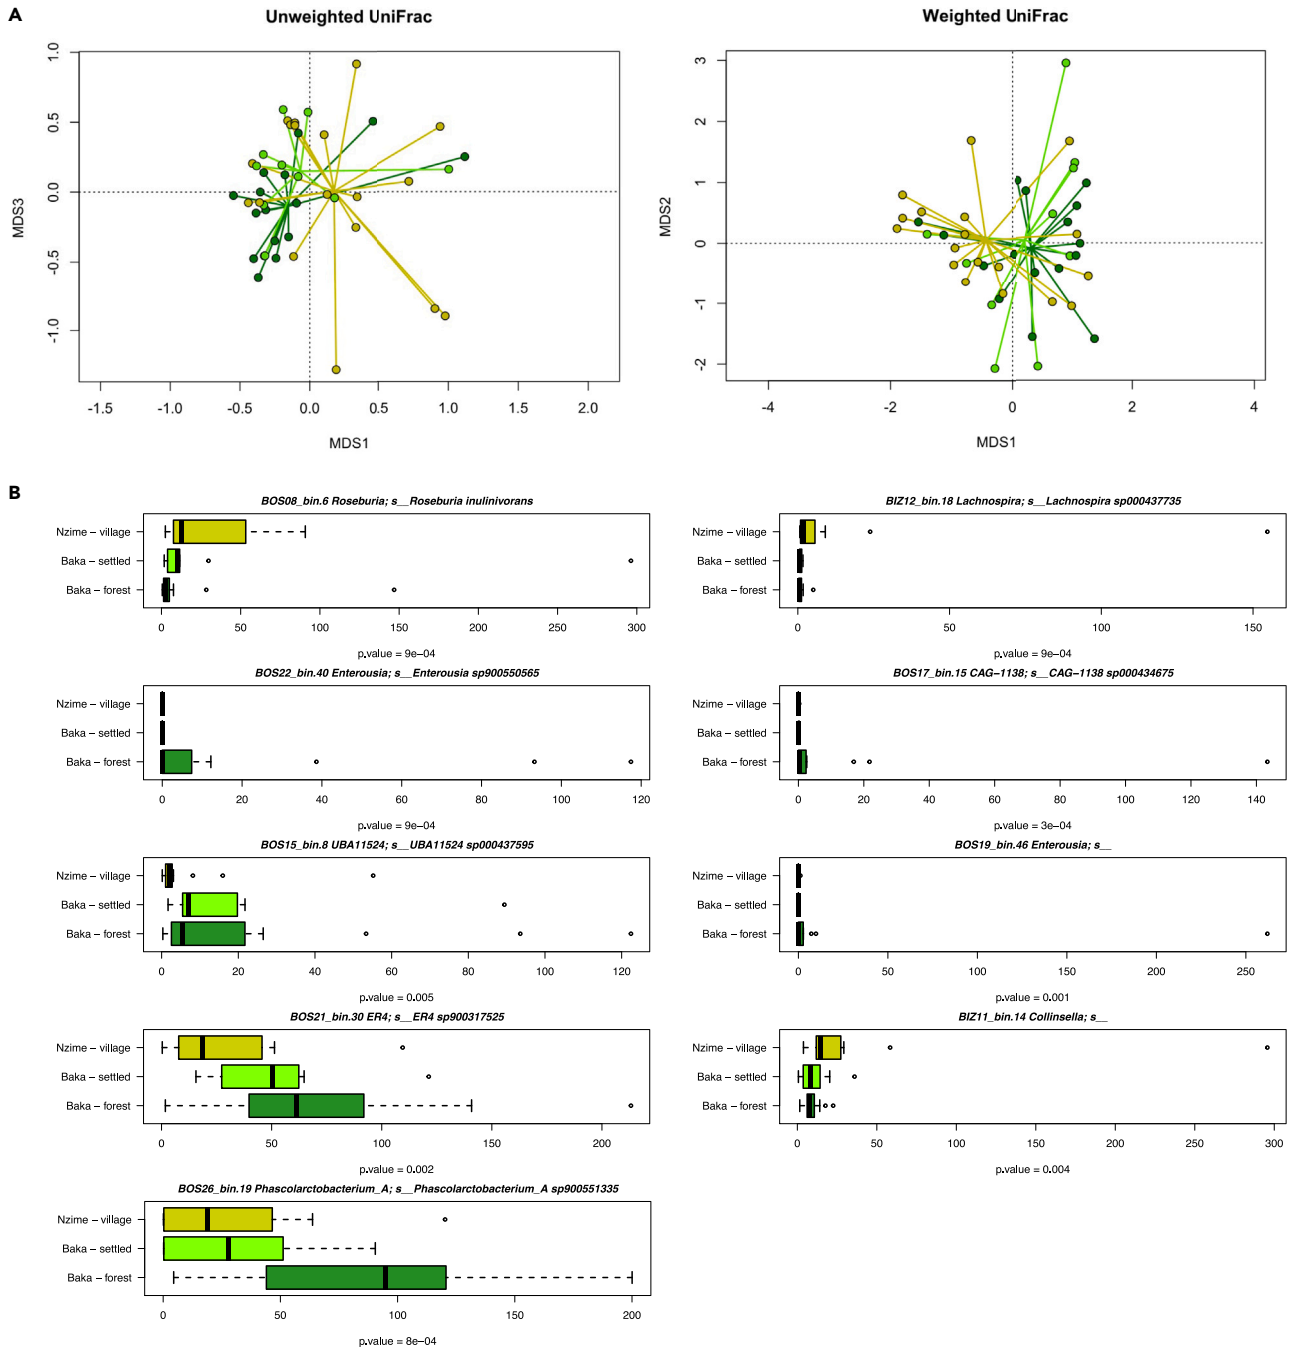 A
Unweighted UniFrac
Weighted UniFrac
MDS3
1.0
0.5
0.0
-0.5
-1.0
-1.5 -1.0 -0.5 0.0 0.5 1.0 1.5 2.0
MDS1
MDS2
3
2
1
0
-1
-2
-4 -2 0 2 4
MDS1
B
BOS08_bin.6 Roseburia; s__Roseburia inulinivorans
Nzime – village
Baka – settled
Baka – forest
0 50 100 150 200 250 300
p.value = 9e–04
BIZ12_bin.18 Lachnospira; s__Lachnospira sp000437735
Nzime – village
Baka – settled
Baka – forest
0 50 100 150
p.value = 9e–04
BOS22_bin.40 Enterousia; s__Enterousia sp900550565
Nzime – village
Baka – settled
Baka – forest
0 20 40 60 80 100 120
p.value = 9e–04
BOS17_bin.15 CAG–1138; s__CAG–1138 sp000434675
Nzime – village
Baka – settled
Baka – forest
0 20 40 60 80 100 120 140
p.value = 3e–04
BOS15_bin.8 UBA11524; s__UBA11524 sp000437595
Nzime – village
Baka – settled
Baka – forest
0 20 40 60 80 100 120
p.value = 0.005
BOS19_bin.46 Enterousia; s__
Nzime – village
Baka – settled
Baka – forest
0 50 100 150 200 250
p.value = 0.001
BOS21_bin.30 ER4; s__ER4 sp900317525
Nzime – village
Baka – settled
Baka – forest
0 50 100 150 200
p.value = 0.002
BIZ11_bin.14 Collinsella; s__
Nzime – village
Baka – settled
Baka – forest
0 50 100 150 200 250 300
p.value = 0.004
BOS26_bin.19 Phascolarctobacterium_A; s__Phascolarctobacterium_A sp900551335
Nzime – village
Baka – settled
Baka – forest
0 50 100 150 200
p.value = 8e–04